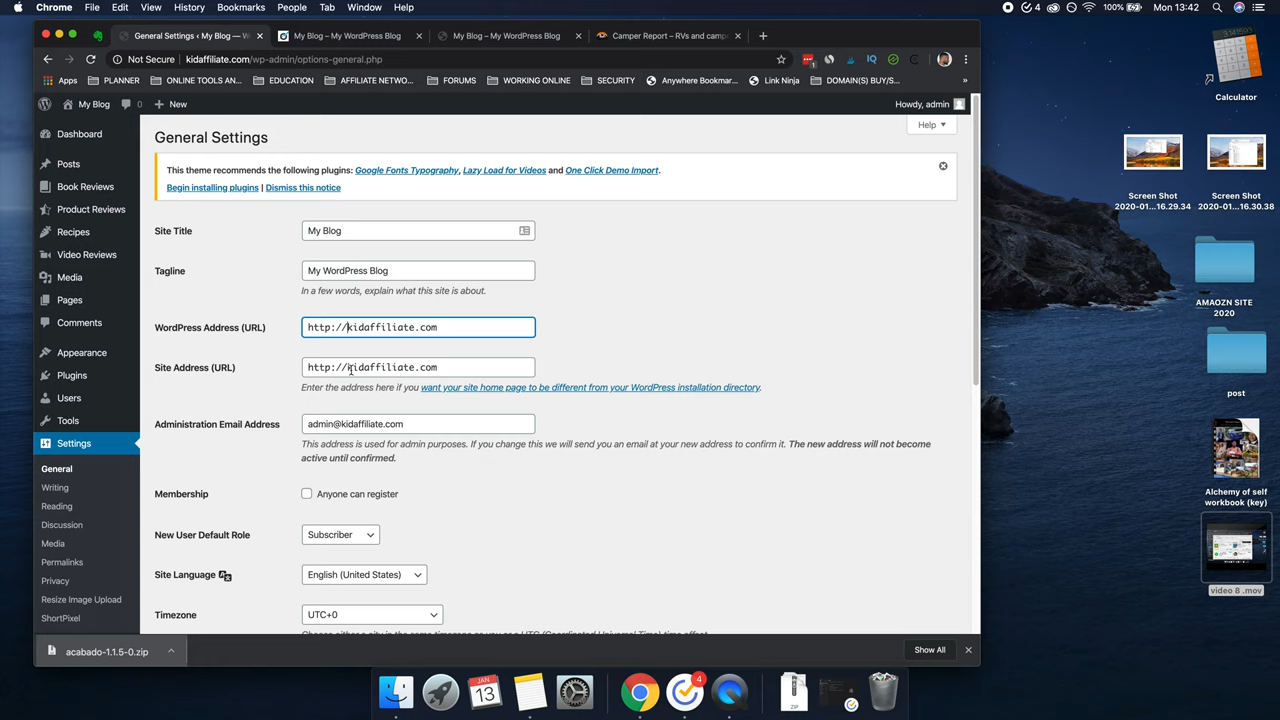 Chrome File Edit View History Bookmarks People Tab Window Help
4 100% Mon 13:42
General Settings ‹ My Blog — W
My Blog – My WordPress Blog
My Blog – My WordPress Blog
Camper Report – RVs and camp
Not Secure | kidaffiliate.com/wp-admin/options-general.php
Apps PLANNER ONLINE TOOLS AN... EDUCATION AFFILIATE NETW... FORUMS WORKING ONLINE SECURITY Anywhere Bookmar... Link Ninja DOMAIN(S) BUY/S... »
My Blog 0 New Howdy, admin
Help
Dashboard
Posts
Book Reviews
Product Reviews
Recipes
Video Reviews
Media
Pages
Comments
Appearance
Plugins
Users
Tools
Settings
General
Writing
Reading
Discussion
Media
Permalinks
Privacy
Resize Image Upload
ShortPixel
General Settings
This theme recommends the following plugins: Google Fonts Typography, Lazy Load for Videos and One Click Demo Import.
Begin installing plugins | Dismiss this notice
Site Title My Blog
Tagline My WordPress Blog
In a few words, explain what this site is about.
WordPress Address (URL) http://kidaffiliate.com
Site Address (URL) http://kidaffiliate.com
Enter the address here if you want your site home page to be different from your WordPress installation directory.
Administration Email Address admin@kidaffiliate.com
This address is used for admin purposes. If you change this we will send you an email at your new address to confirm it. The new address will not become
active until confirmed.
Membership Anyone can register
New User Default Role Subscriber
Site Language English (United States)
Timezone UTC+0
acabado-1.1.5-0.zip
Show All
Calculator
Screen Shot
2020-01...16.29.34
Screen Shot
2020-01...16.30.38
AMAOZN SITE
2020
post
Alchemy of self
workbook (key)
video 8 .mov
JAN
13
4
ZIP